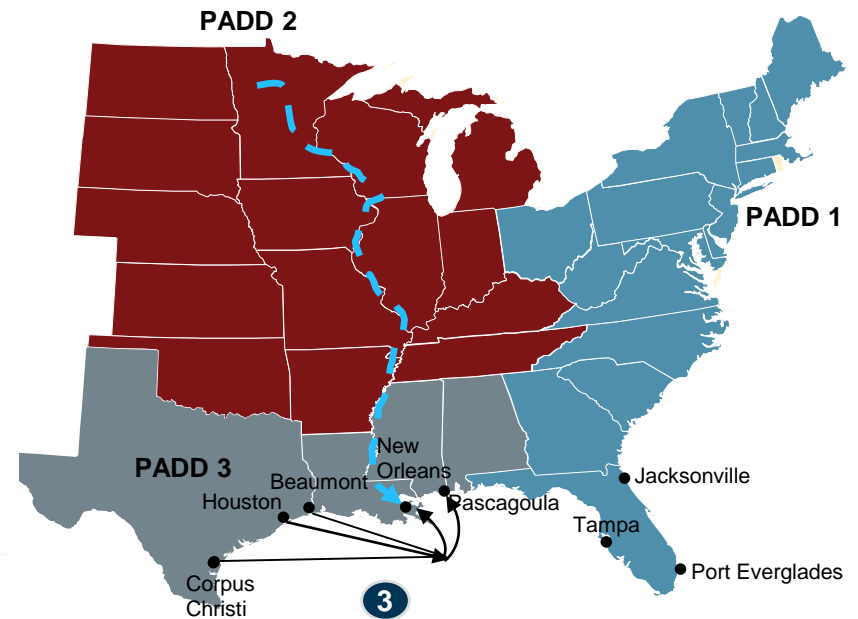 PADD 2
PADD 1
New
Orleans
PADD 3
Beaumont
Houston
Pascagoula
Jacksonville
Tampa
Port Everglades
Corpus
Christi
3